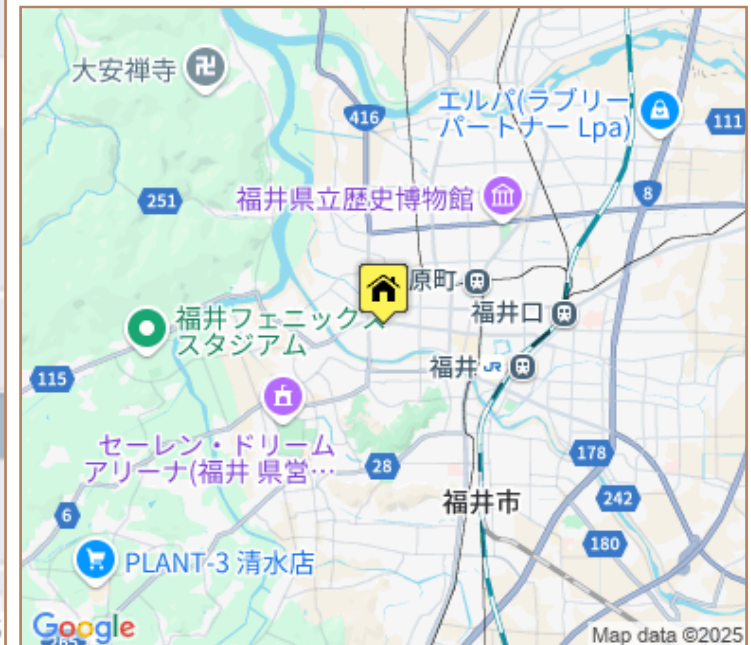 大安禅寺
416
エルパ(ラブリー
パートナー Lpa)
111
251
福井県立歴史博物館
8
原町
福井フェニックス
スタジアム
福井口
115
福井
JR
セーレン・ドリーム
アリーナ(福井 県営…
28
178
福井市
242
6
180
PLANT-3 清水店
Google
Map data ©2025